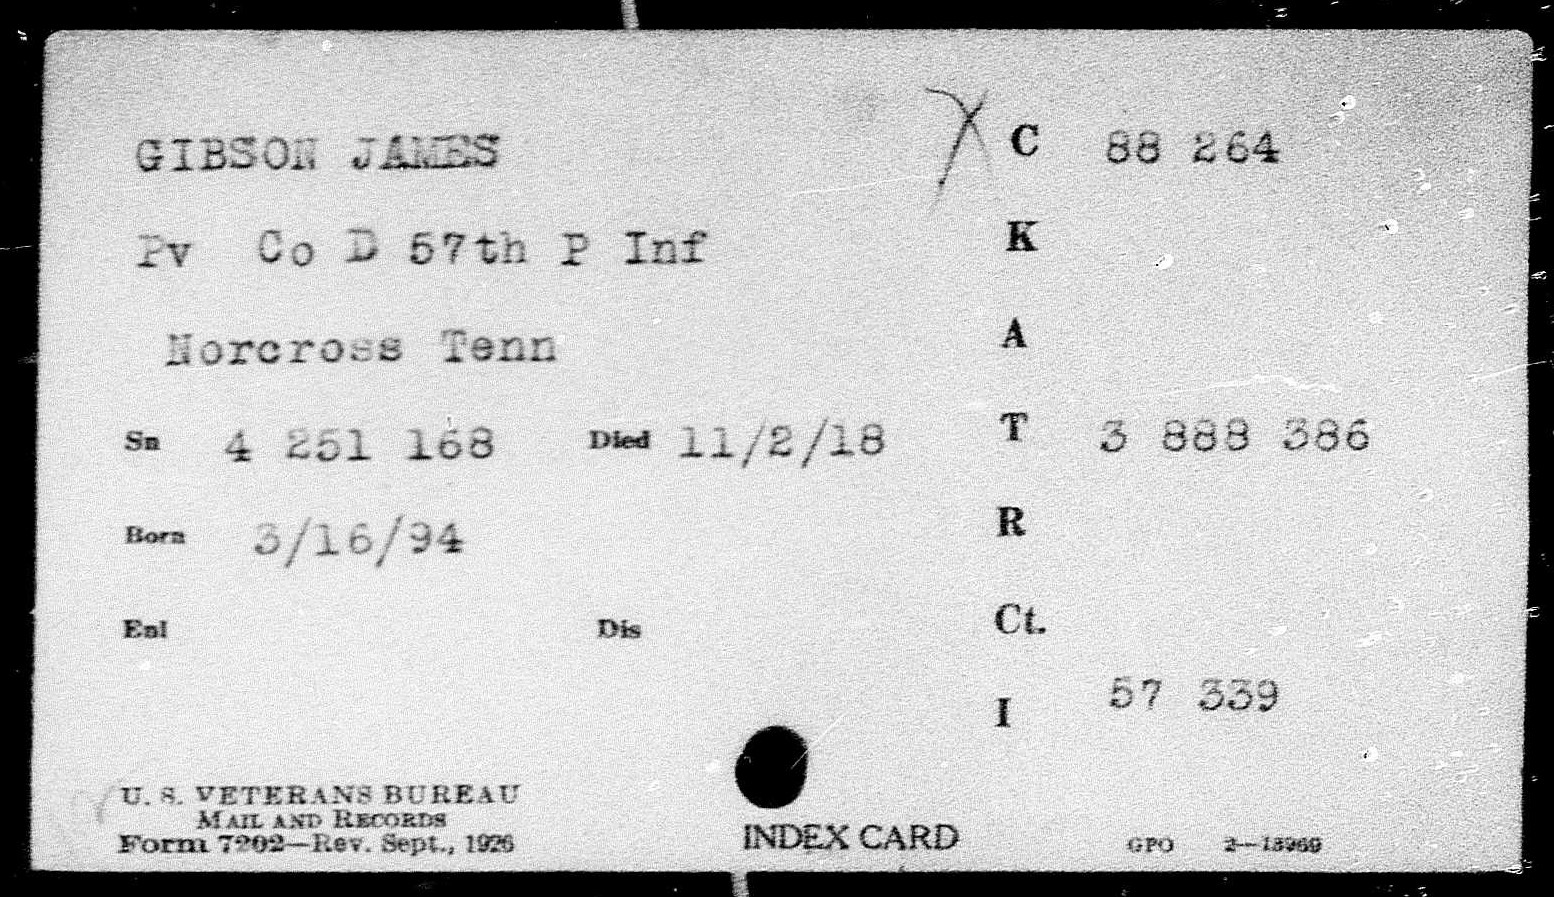 GIBSON JAMES
X C 88 264
Pv Co D 57th P Inf
K
Norcross Tenn
A
Sn 4 251 168 Died 11/2/18
T 3 888 386
Born 3/16/94
R
Enl Dis
Ct.
I 57 339
U. S. VETERANS BUREAU
MAIL AND RECORDS
Form 7202—Rev. Sept., 1926
INDEX CARD
GPO 2—13969